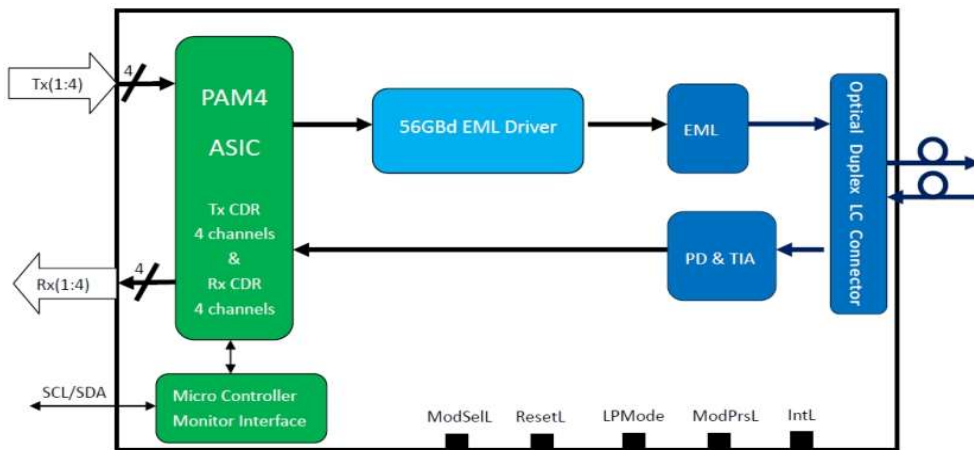 Tx(1:4)
4
PAM4
ASIC
Tx CDR
4 channels
&
Rx CDR
4 channels
56GBd EML Driver
EML
Optical Duplex LC Connector
PD & TIA
Rx(1:4)
4
SCL/SDA
Micro Controller
Monitor Interface
ModSelL
ResetL
LPMode
ModPrsL
IntL